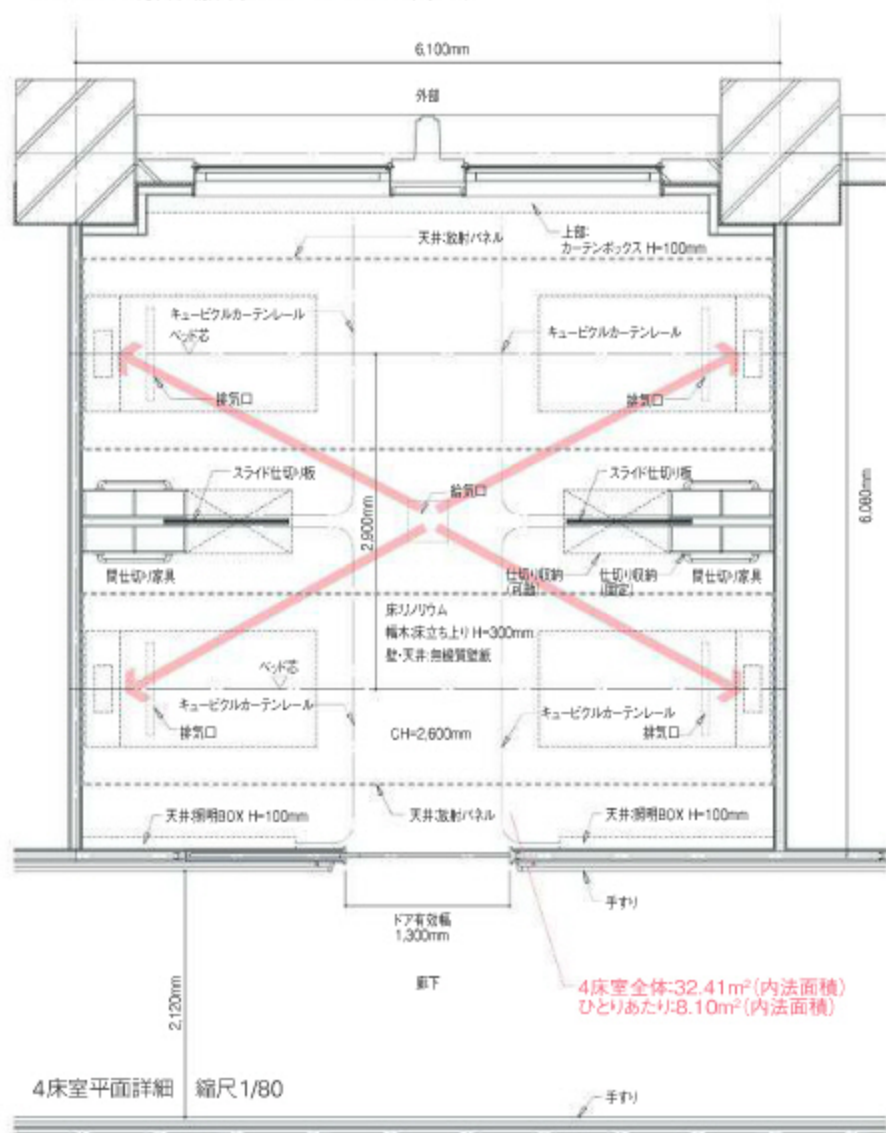 6,100mm
外部
天井:放射パネル
上部:
カーテンボックス H=100mm
キュービクルカーテンレール
ベッド芯
キュービクルカーテンレール
排気口
排気口
スライド仕切り板
給気口
スライド仕切り板
2,900mm
6,080mm
間仕切り家具
仕切り収納
(可動)
仕切り収納
(固定)
間仕切り家具
床:リノリウム
幅木:床立ち上り H=300mm
壁・天井:無機質壁紙
ベッド芯
キュービクルカーテンレール
排気口
CH=2,600mm
キュービクルカーテンレール
排気口
天井:照明BOX H=100mm
天井:放射パネル
天井:照明BOX H=100mm
手すり
ドア有効幅
1,300mm
廊下
2,120mm
4床室全体:32.41m²(内法面積)
ひとりあたり:8.10m²(内法面積)
4床室平面詳細 縮尺1/80
手すり